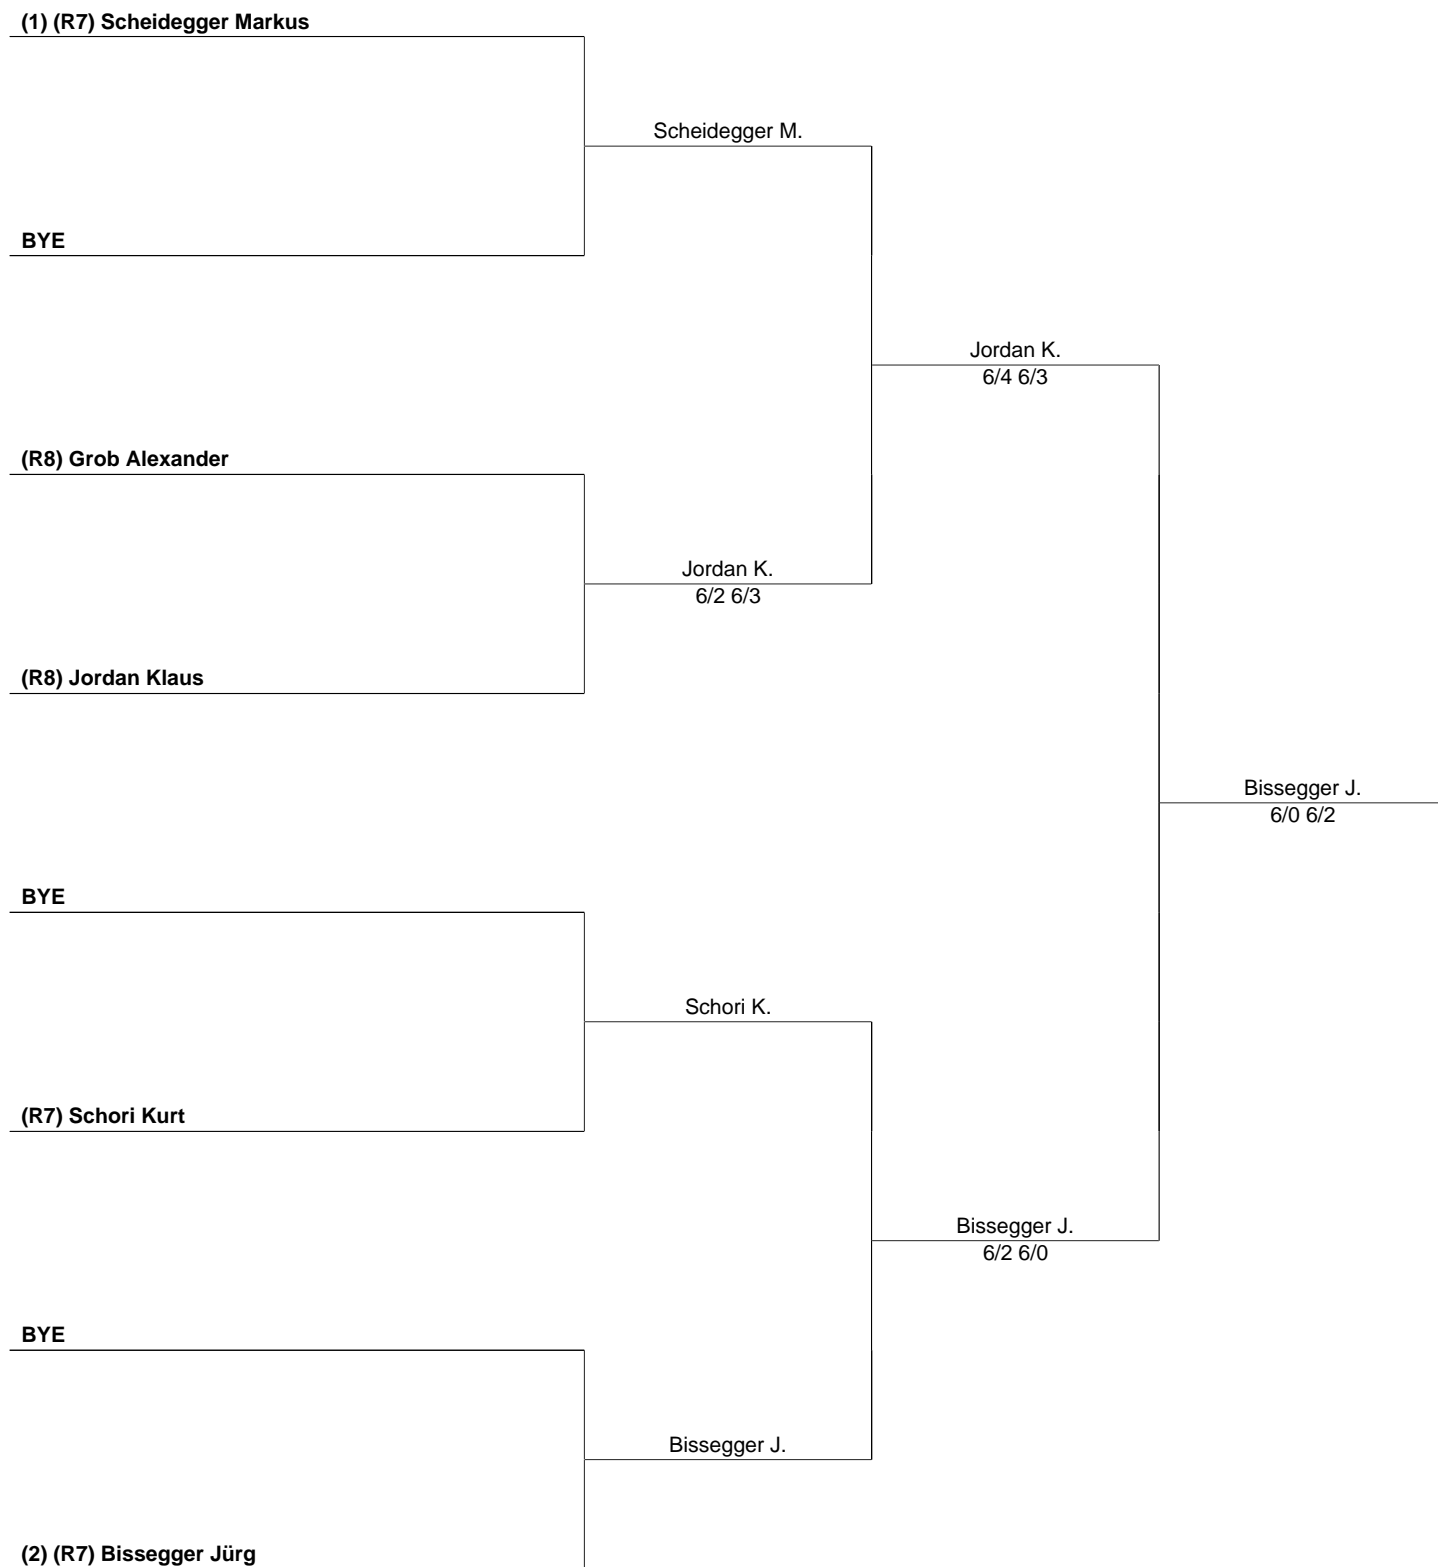 (1) (R7) Scheidegger Markus
Scheidegger M.
BYE
Jordan K.
6/4 6/3
(R8) Grob Alexander
Jordan K.
6/2 6/3
(R8) Jordan Klaus
Bissegger J.
6/0 6/2
BYE
Schori K.
(R7) Schori Kurt
Bissegger J.
6/2 6/0
BYE
Bissegger J.
(2) (R7) Bissegger Jürg